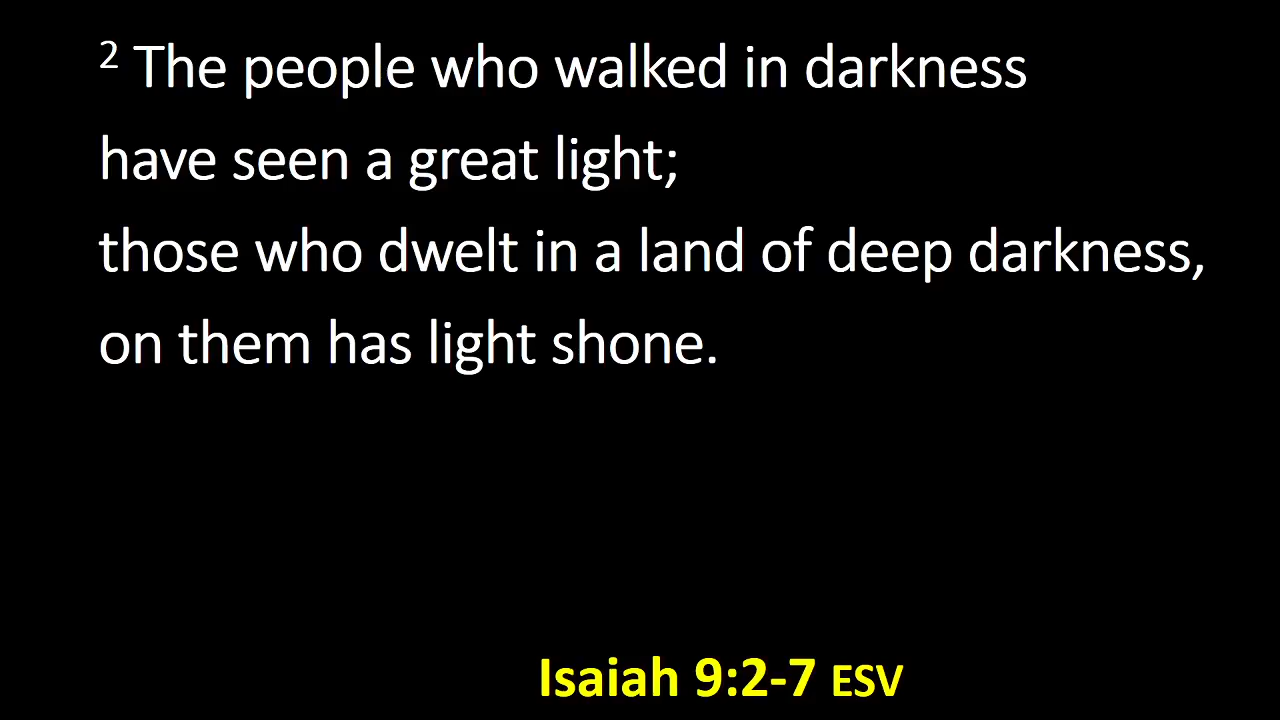 2 The people who walked in darkness
have seen a great light;
those who dwelt in a land of deep darkness,
on them has light shone.
Isaiah 9:2-7 ESV